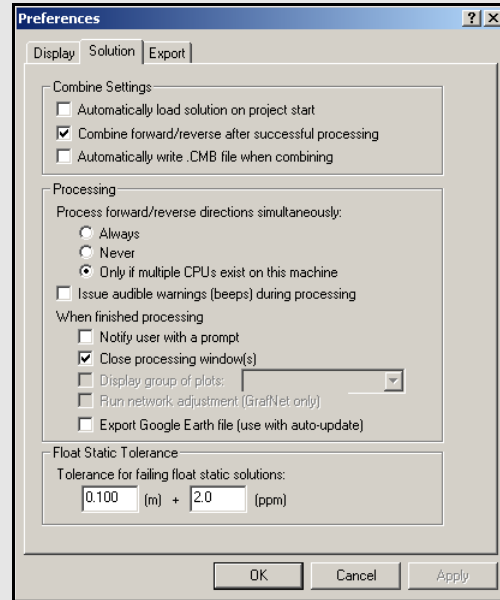 Preferences
Display Solution Export
Combine Settings
Automatically load solution on project start
Combine forward/reverse after successful processing
Automatically write .CMB file when combining
Processing
Process forward/reverse directions simultaneously:
Always
Never
Only if multiple CPUs exist on this machine
Issue audible warnings (beeps) during processing
When finished processing
Notify user with a prompt
Close processing window(s)
Display group of plots:
Run network adjustment (GrafNet only)
Export Google Earth file (use with auto-update)
Float Static Tolerance
Tolerance for failing float static solutions:
0.100 (m) + 2.0 (ppm)
OK Cancel Apply